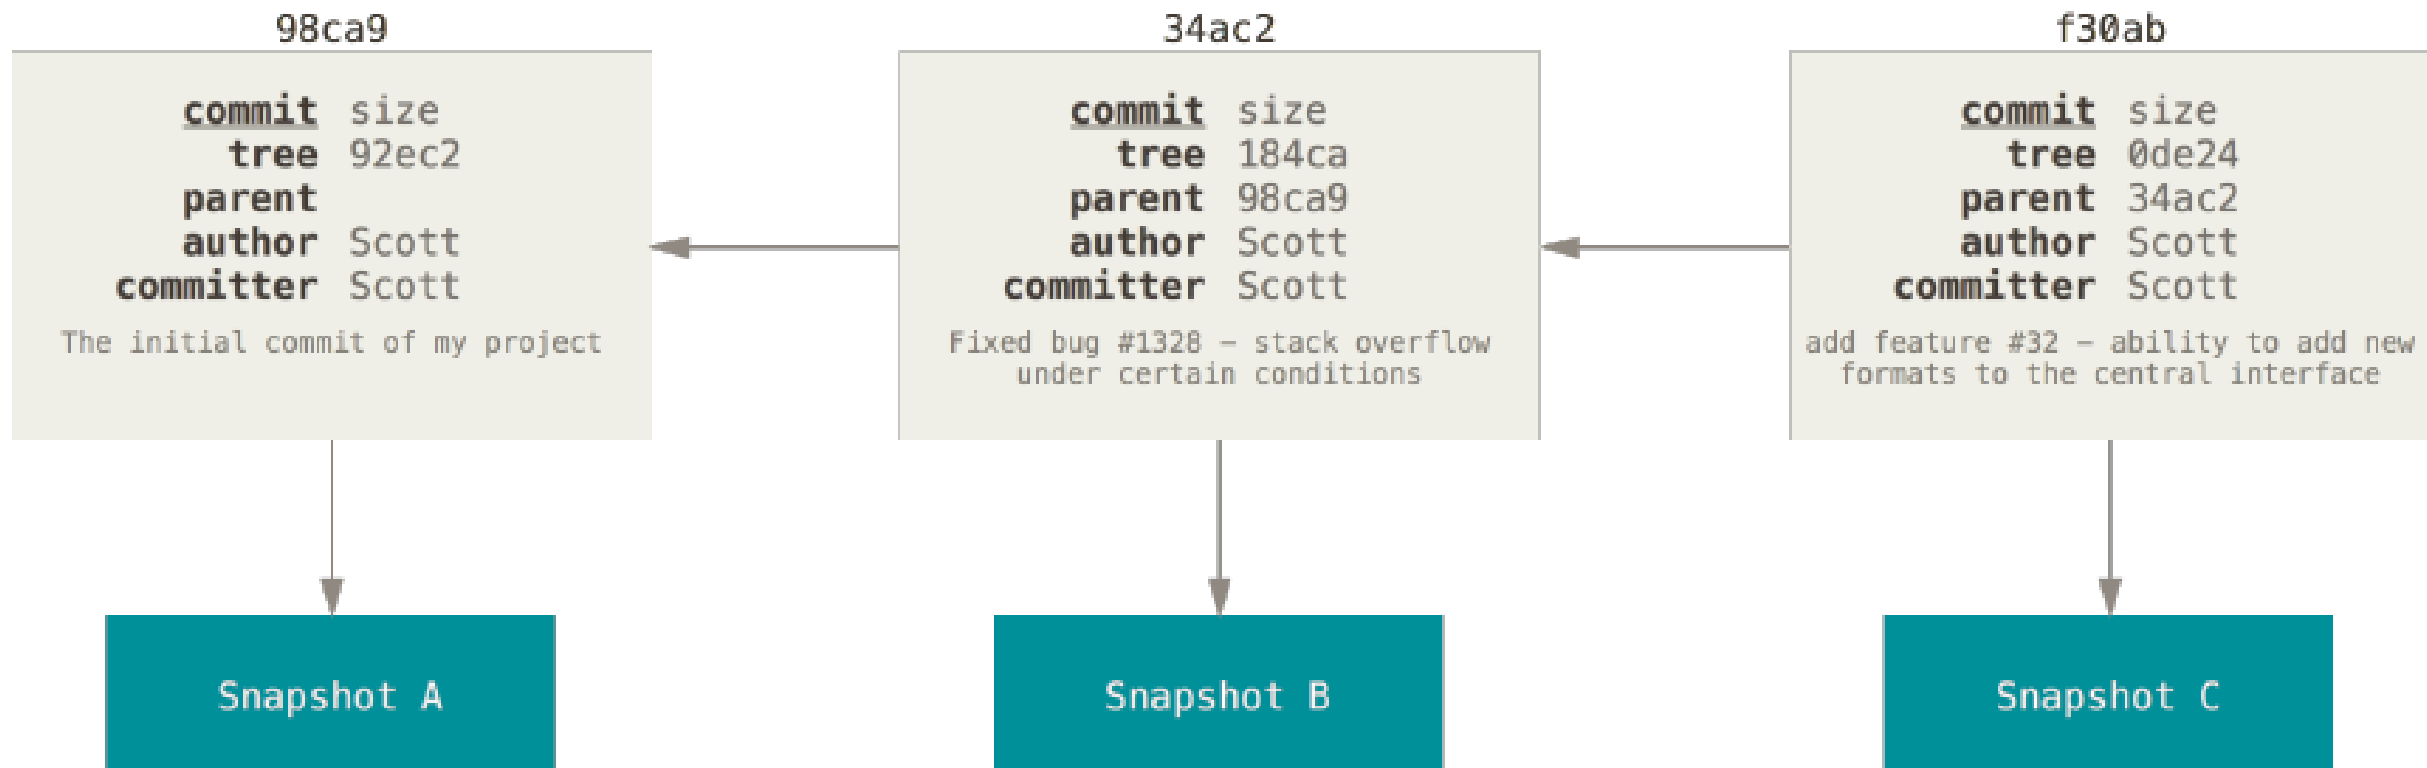 98ca9
commit size
tree 92ec2
parent
author Scott
committer Scott
The initial commit of my project
Snapshot A
34ac2
commit size
tree 184ca
parent 98ca9
author Scott
committer Scott
Fixed bug #1328 – stack overflow
under certain conditions
Snapshot B
f30ab
commit size
tree 0de24
parent 34ac2
author Scott
committer Scott
add feature #32 – ability to add new
formats to the central interface
Snapshot C